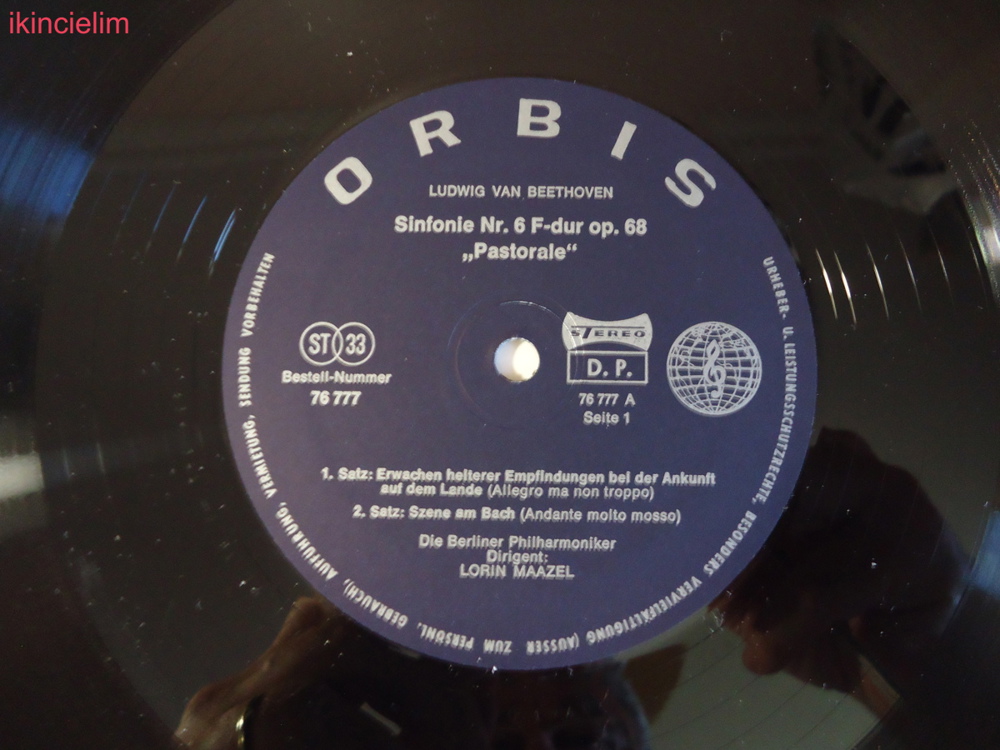 ikincielim
ORBIS
LUDWIG VAN BEETHOVEN
Sinfonie Nr. 6 F-dur op. 68
„Pastorale“
ST 33
Bestell-Nummer
76 777
STEREO
D. P.
76 777 A
Seite 1
1. Satz: Erwachen heiterer Empfindungen bei der Ankunft
auf dem Lande (Allegro ma non troppo)
2. Satz: Szene am Bach (Andante molto mosso)
Die Berliner Philharmoniker
Dirigent:
LORIN MAAZEL
URHEBER- U. LEISTUNGSSCHUTZRECHTE, BESONDERS VERVIELFÄLTIGUNG (AUSSER ZUM PERSÖNL. GEBRAUCH), AUFFÜHRUNG, VERMIETUNG, SENDUNG VORBEHALTEN